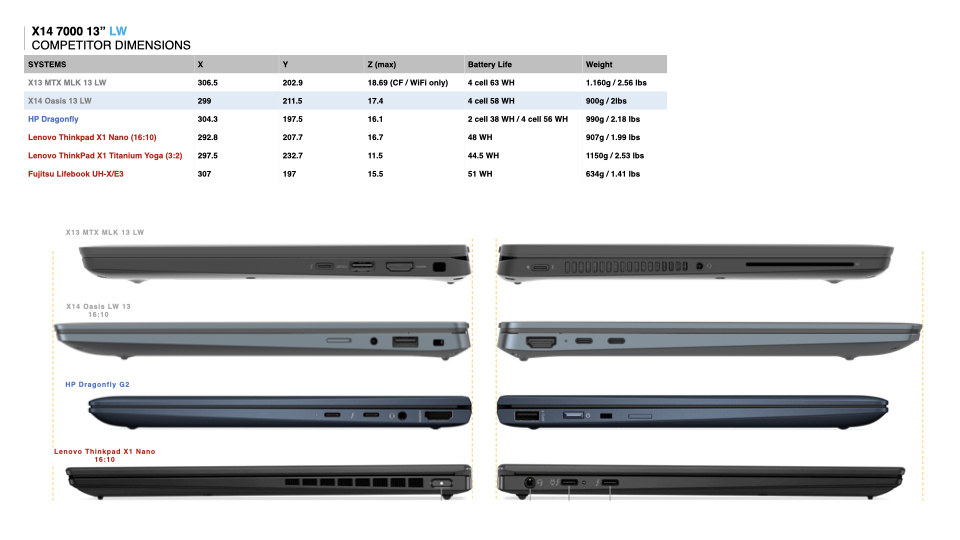 X14 7000 13” LW
COMPETITOR DIMENSIONS
SYSTEMS X Y Z (max) Battery Life Weight
X13 MTX MLK 13 LW 306.5 202.9 18.69 (CF / WiFi only) 4 cell 63 WH 1.160g / 2.56 lbs
X14 Oasis 13 LW 299 211.5 17.4 4 cell 58 WH 900g / 2lbs
HP Dragonfly 304.3 197.5 16.1 2 cell 38 WH / 4 cell 56 WH 990g / 2.18 lbs
Lenovo Thinkpad X1 Nano (16:10) 292.8 207.7 16.7 48 WH 907g / 1.99 lbs
Lenovo ThinkPad X1 Titanium Yoga (3:2) 297.5 232.7 11.5 44.5 WH 1150g / 2.53 lbs
Fujitsu Lifebook UH-X/E3 307 197 15.5 51 WH 634g / 1.41 lbs
X13 MTX MLK 13 LW
X14 Oasis LW 13
16:10
HP Dragonfly G2
Lenovo Thinkpad X1 Nano
16:10